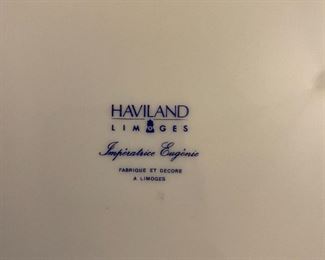 HAVILAND
LIMOGES
Impératrice Eugénie
FABRIQUE ET DECORE
A LIMOGES